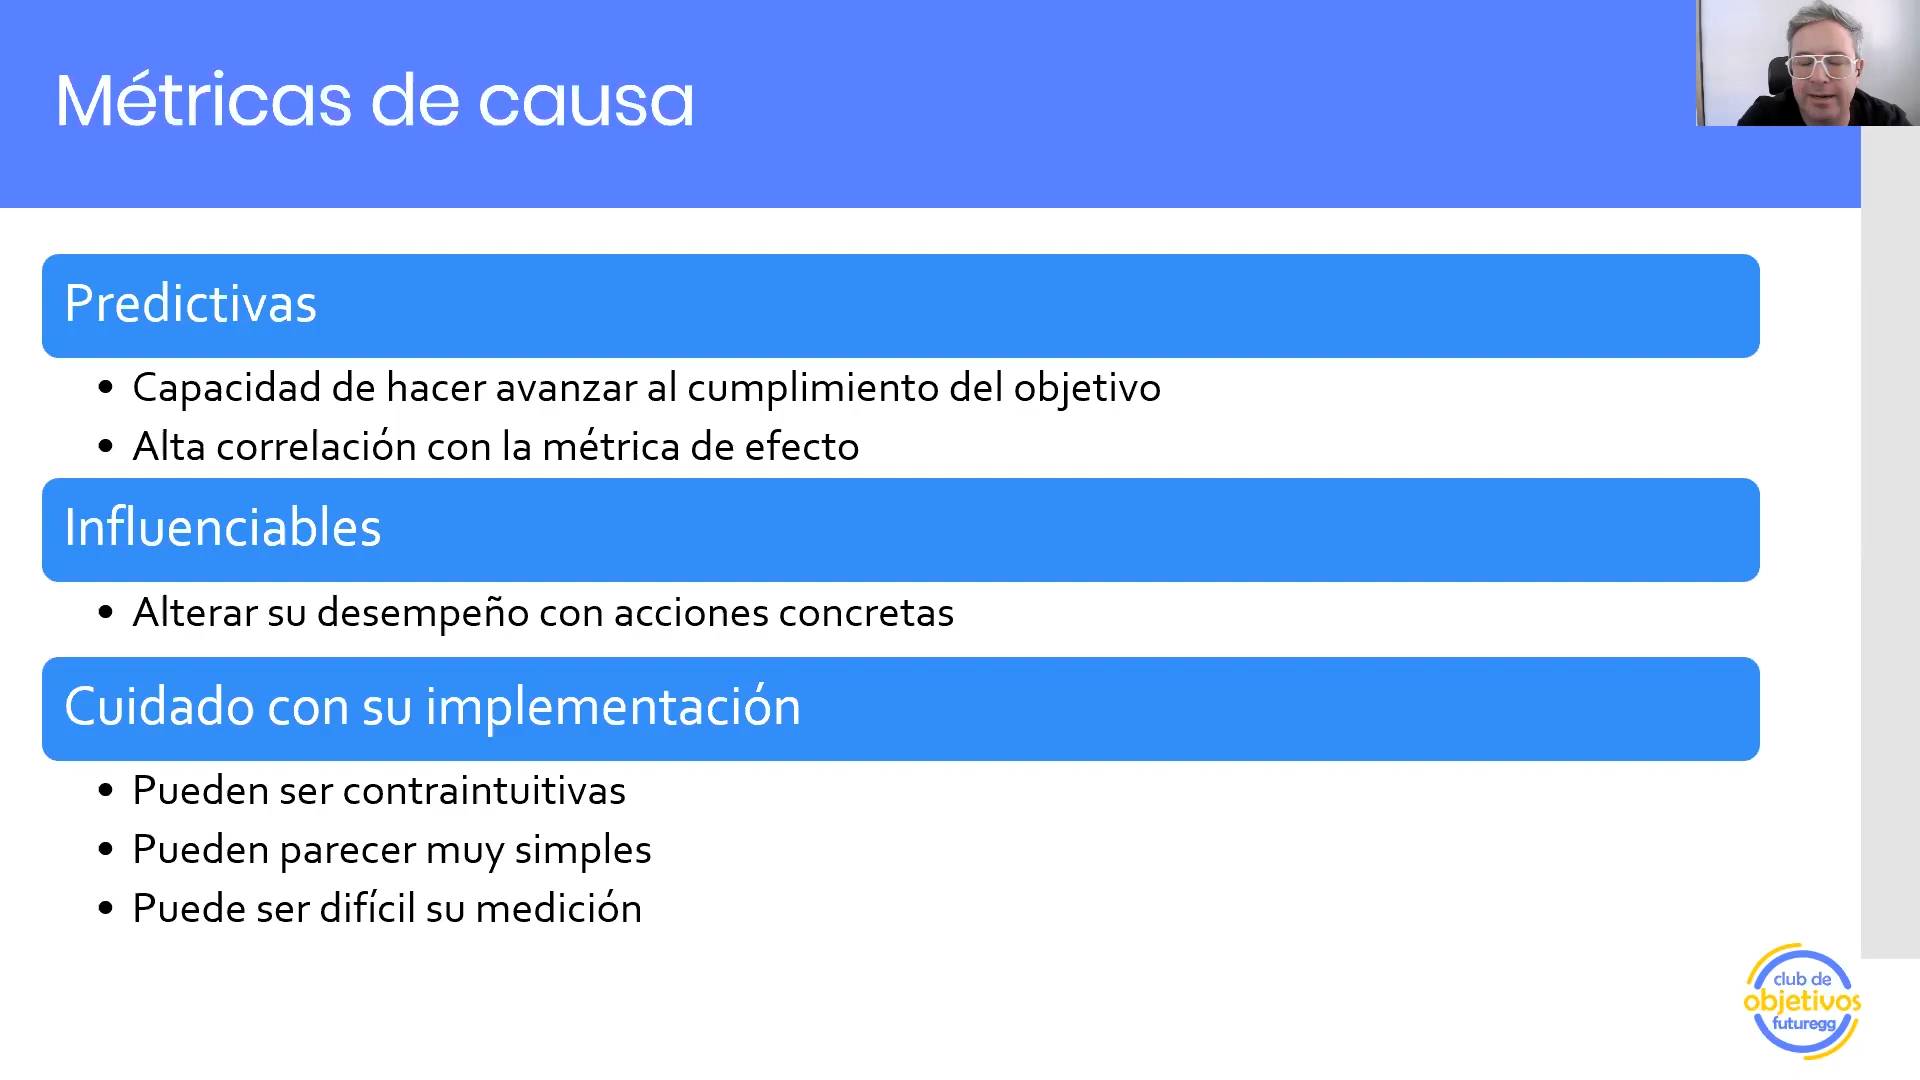 Métricas de causa
Predictivas
• Capacidad de hacer avanzar al cumplimiento del objetivo
• Alta correlación con la métrica de efecto
Influenciables
• Alterar su desempeño con acciones concretas
Cuidado con su implementación
• Pueden ser contraintuitivas
• Pueden parecer muy simples
• Puede ser difícil su medición
club de
objetivos
futuregg